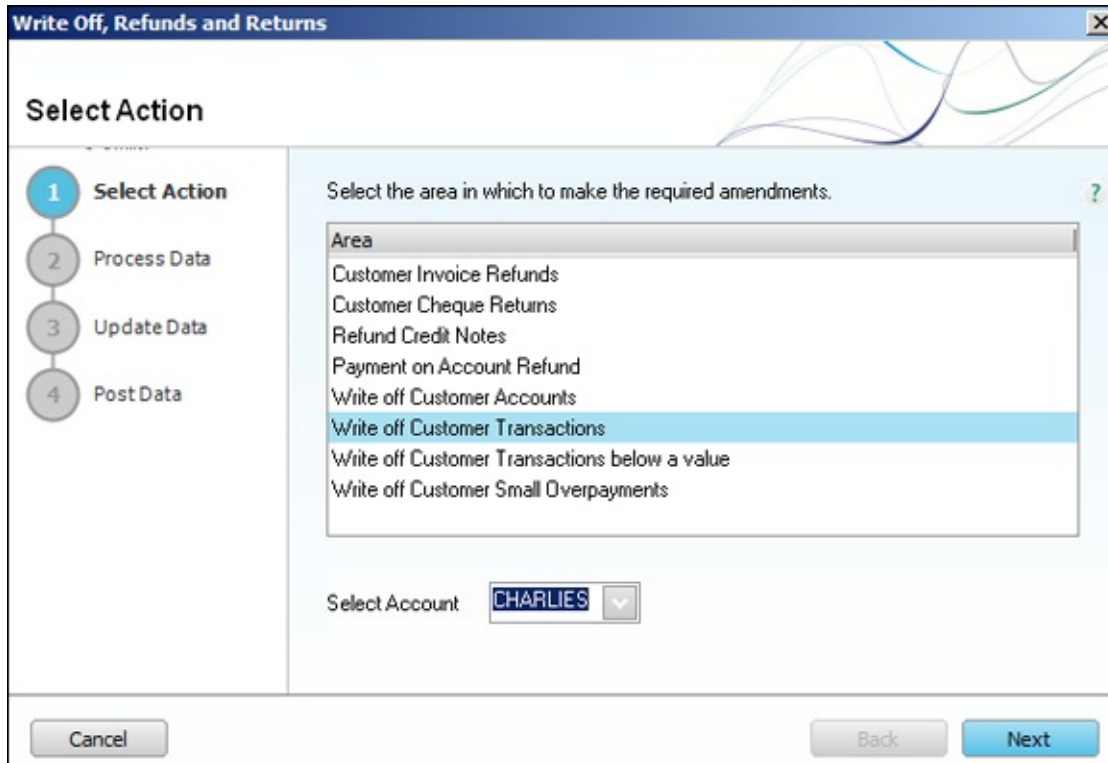 Write Off, Refunds and Returns
Select Action
1 Select Action
2 Process Data
3 Update Data
4 Post Data
Select the area in which to make the required amendments.
?
Area
Customer Invoice Refunds
Customer Cheque Returns
Refund Credit Notes
Payment on Account Refund
Write off Customer Accounts
Write off Customer Transactions
Write off Customer Transactions below a value
Write off Customer Small Overpayments
Select Account CHARLIES
Cancel Back Next